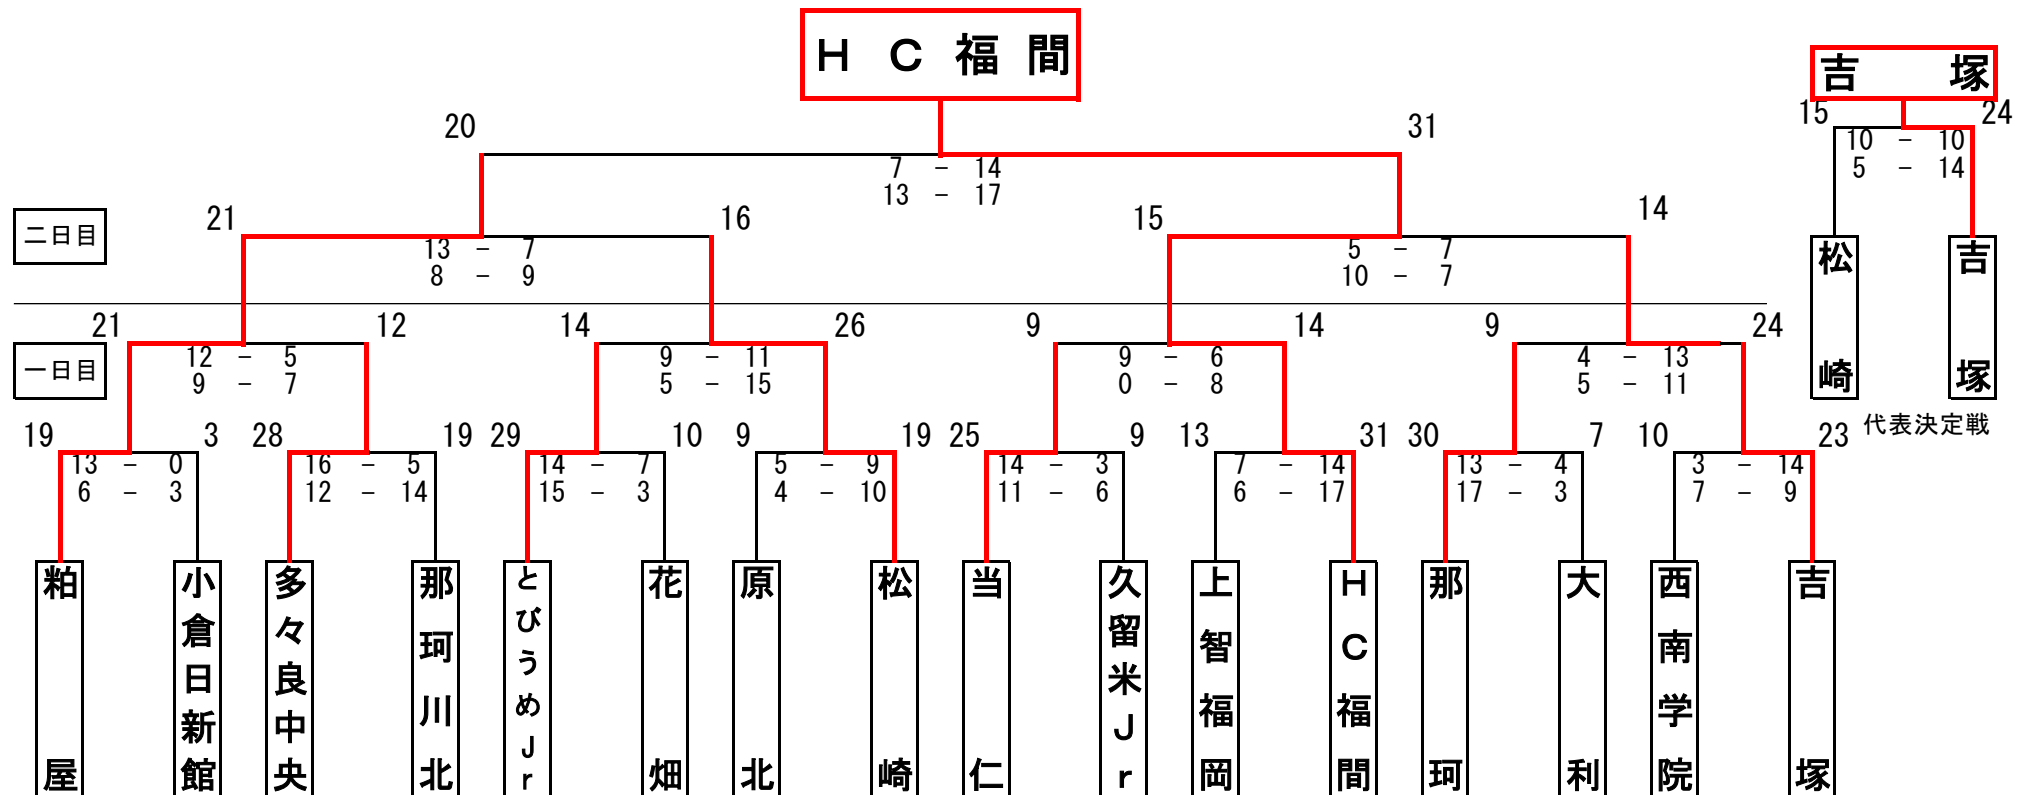 ＨＣ福間
吉塚
15 24
10 － 10
5 － 14
20 31
7 － 14
13 － 17
二日目
21 16 15 14
13 － 7 5 － 7
8 － 9 10 － 7
松崎 吉塚
代表決定戦
一日目
21 12 14 26 9 14 9 24
12 － 5 9 － 11 9 － 6 4 － 13
9 － 7 5 － 15 0 － 8 5 － 11
19 3 28 19 29 10 9 19 25 9 13 31 30 7 10 23
13 － 0 16 － 5 14 － 7 5 － 9 14 － 3 7 － 14 13 － 4 3 － 14
6 － 3 12 － 14 15 － 3 4 － 10 11 － 6 6 － 17 17 － 3 7 － 9
粕屋
小倉日新館
多々良中央
那珂川北
とびうめJr
花畑
原北
松崎
当仁
久留米Jr
上智福岡
ＨＣ福間
那珂
大利
西南学院
吉塚